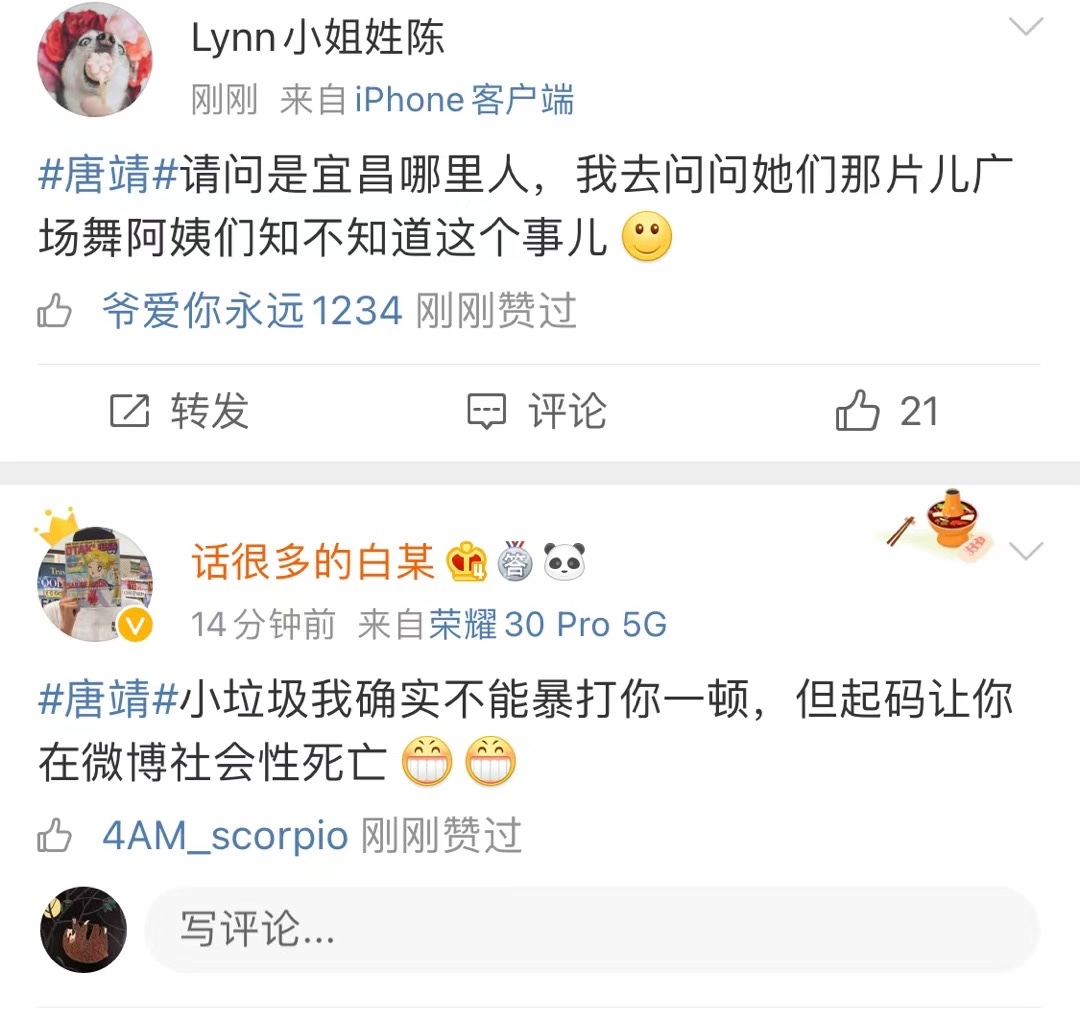 Lynn小姐姓陈
刚刚 来自iPhone客户端
#唐靖#请问是宜昌哪里人，我去问问她们那片儿广
场舞阿姨们知不知道这个事儿
爷爱你永远1234 刚刚赞过
转发 评论 21
话很多的白某 4 答
14分钟前 来自荣耀30 Pro 5G
#唐靖#小垃圾我确实不能暴打你一顿，但起码让你
在微博社会性死亡
4AM_scorpio 刚刚赞过
写评论...